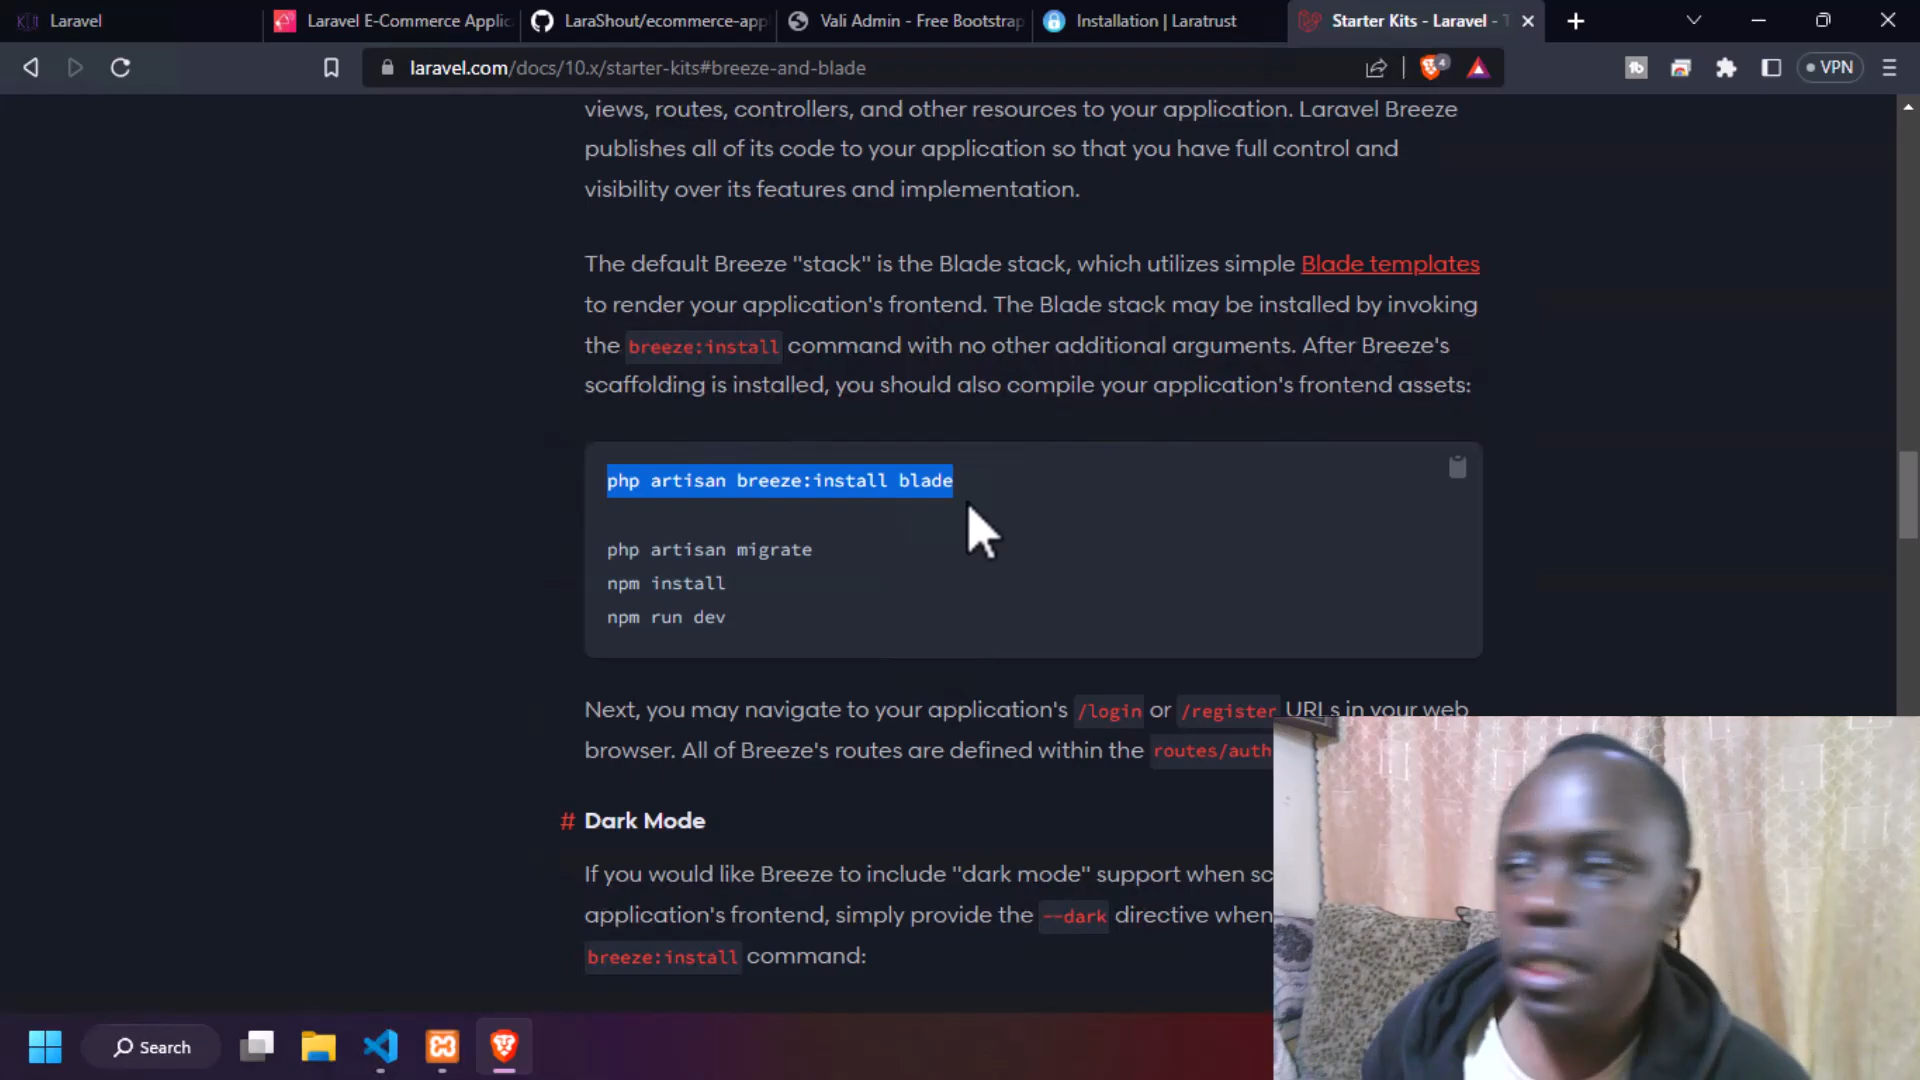 Laravel
Laravel E-Commerce Applic
LaraShout/ecommerce-app
Vali Admin - Free Bootstrap
Installation | Laratrust
Starter Kits - Laravel - T
laravel.com/docs/10.x/starter-kits#breeze-and-blade
4
VPN
views, routes, controllers, and other resources to your application. Laravel Breeze
publishes all of its code to your application so that you have full control and
visibility over its features and implementation.
The default Breeze "stack" is the Blade stack, which utilizes simple Blade templates
to render your application's frontend. The Blade stack may be installed by invoking
the breeze:install command with no other additional arguments. After Breeze's
scaffolding is installed, you should also compile your application's frontend assets:
php artisan breeze:install blade
php artisan migrate
npm install
npm run dev
Next, you may navigate to your application's /login or /register URLs in your web
browser. All of Breeze's routes are defined within the routes/auth
# Dark Mode
If you would like Breeze to include "dark mode" support when sc
application's frontend, simply provide the --dark directive when
breeze:install command:
Search